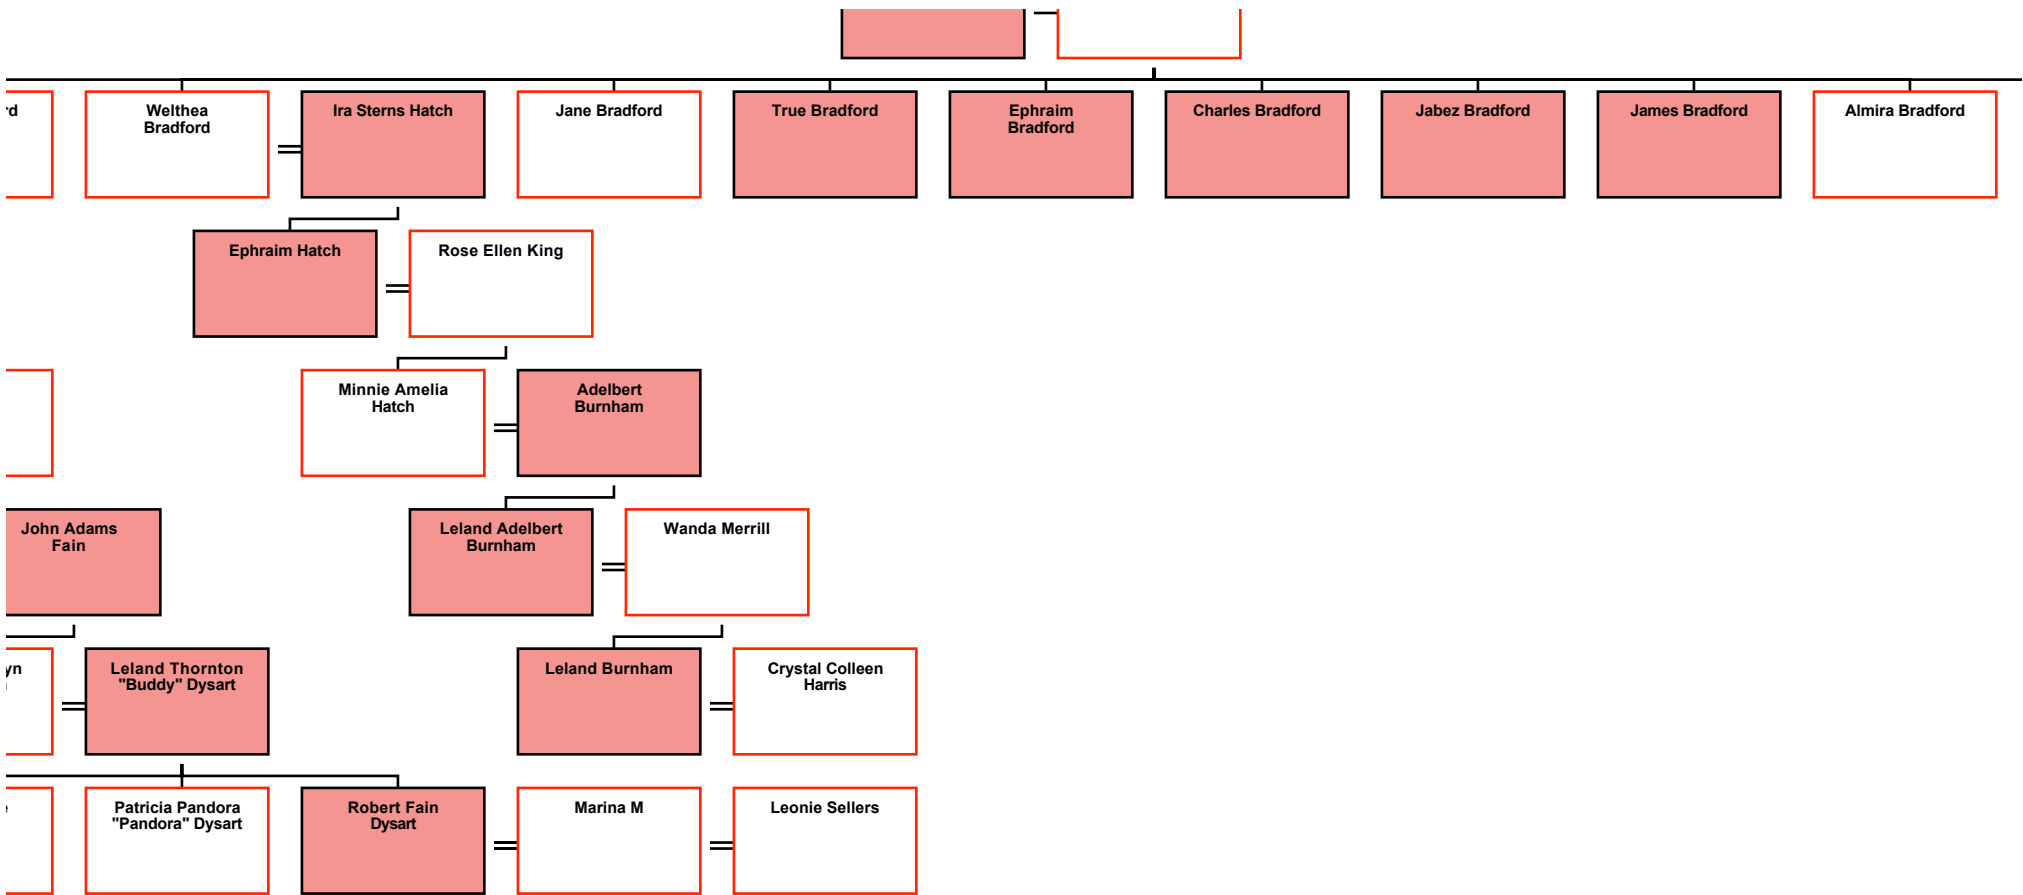 rd
Welthea
Bradford
Ira Sterns Hatch
Jane Bradford
True Bradford
Ephraim
Bradford
Charles Bradford
Jabez Bradford
James Bradford
Almira Bradford
Ephraim Hatch
Rose Ellen King
Minnie Amelia
Hatch
Adelbert
Burnham
John Adams
Fain
Leland Adelbert
Burnham
Wanda Merrill
yn
Leland Thornton
"Buddy" Dysart
Leland Burnham
Crystal Colleen
Harris
Patricia Pandora
"Pandora" Dysart
Robert Fain
Dysart
Marina M
Leonie Sellers